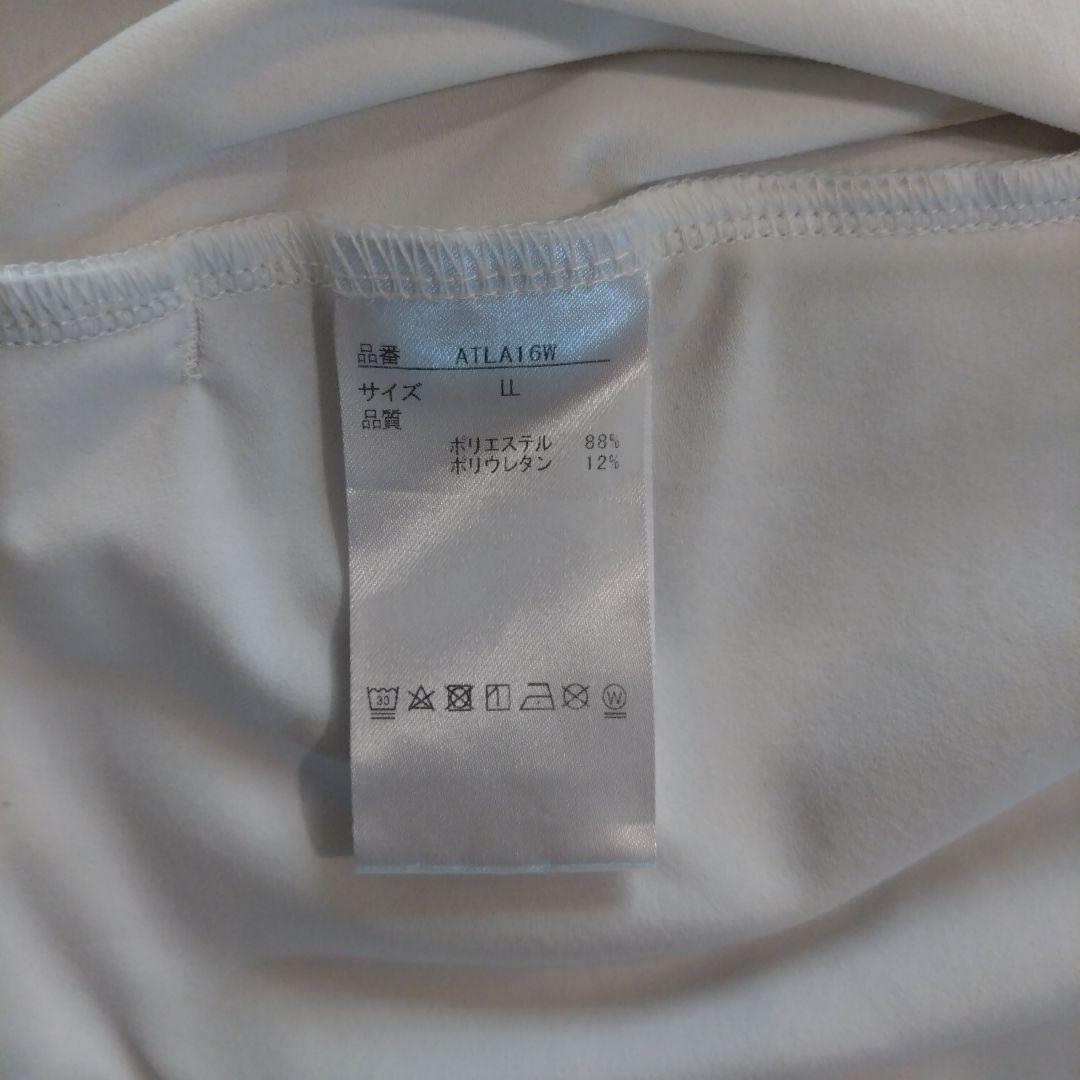 品番 ATLA16W
サイズ LL
品質
ポリエステル 88%
ポリウレタン 12%
30 W